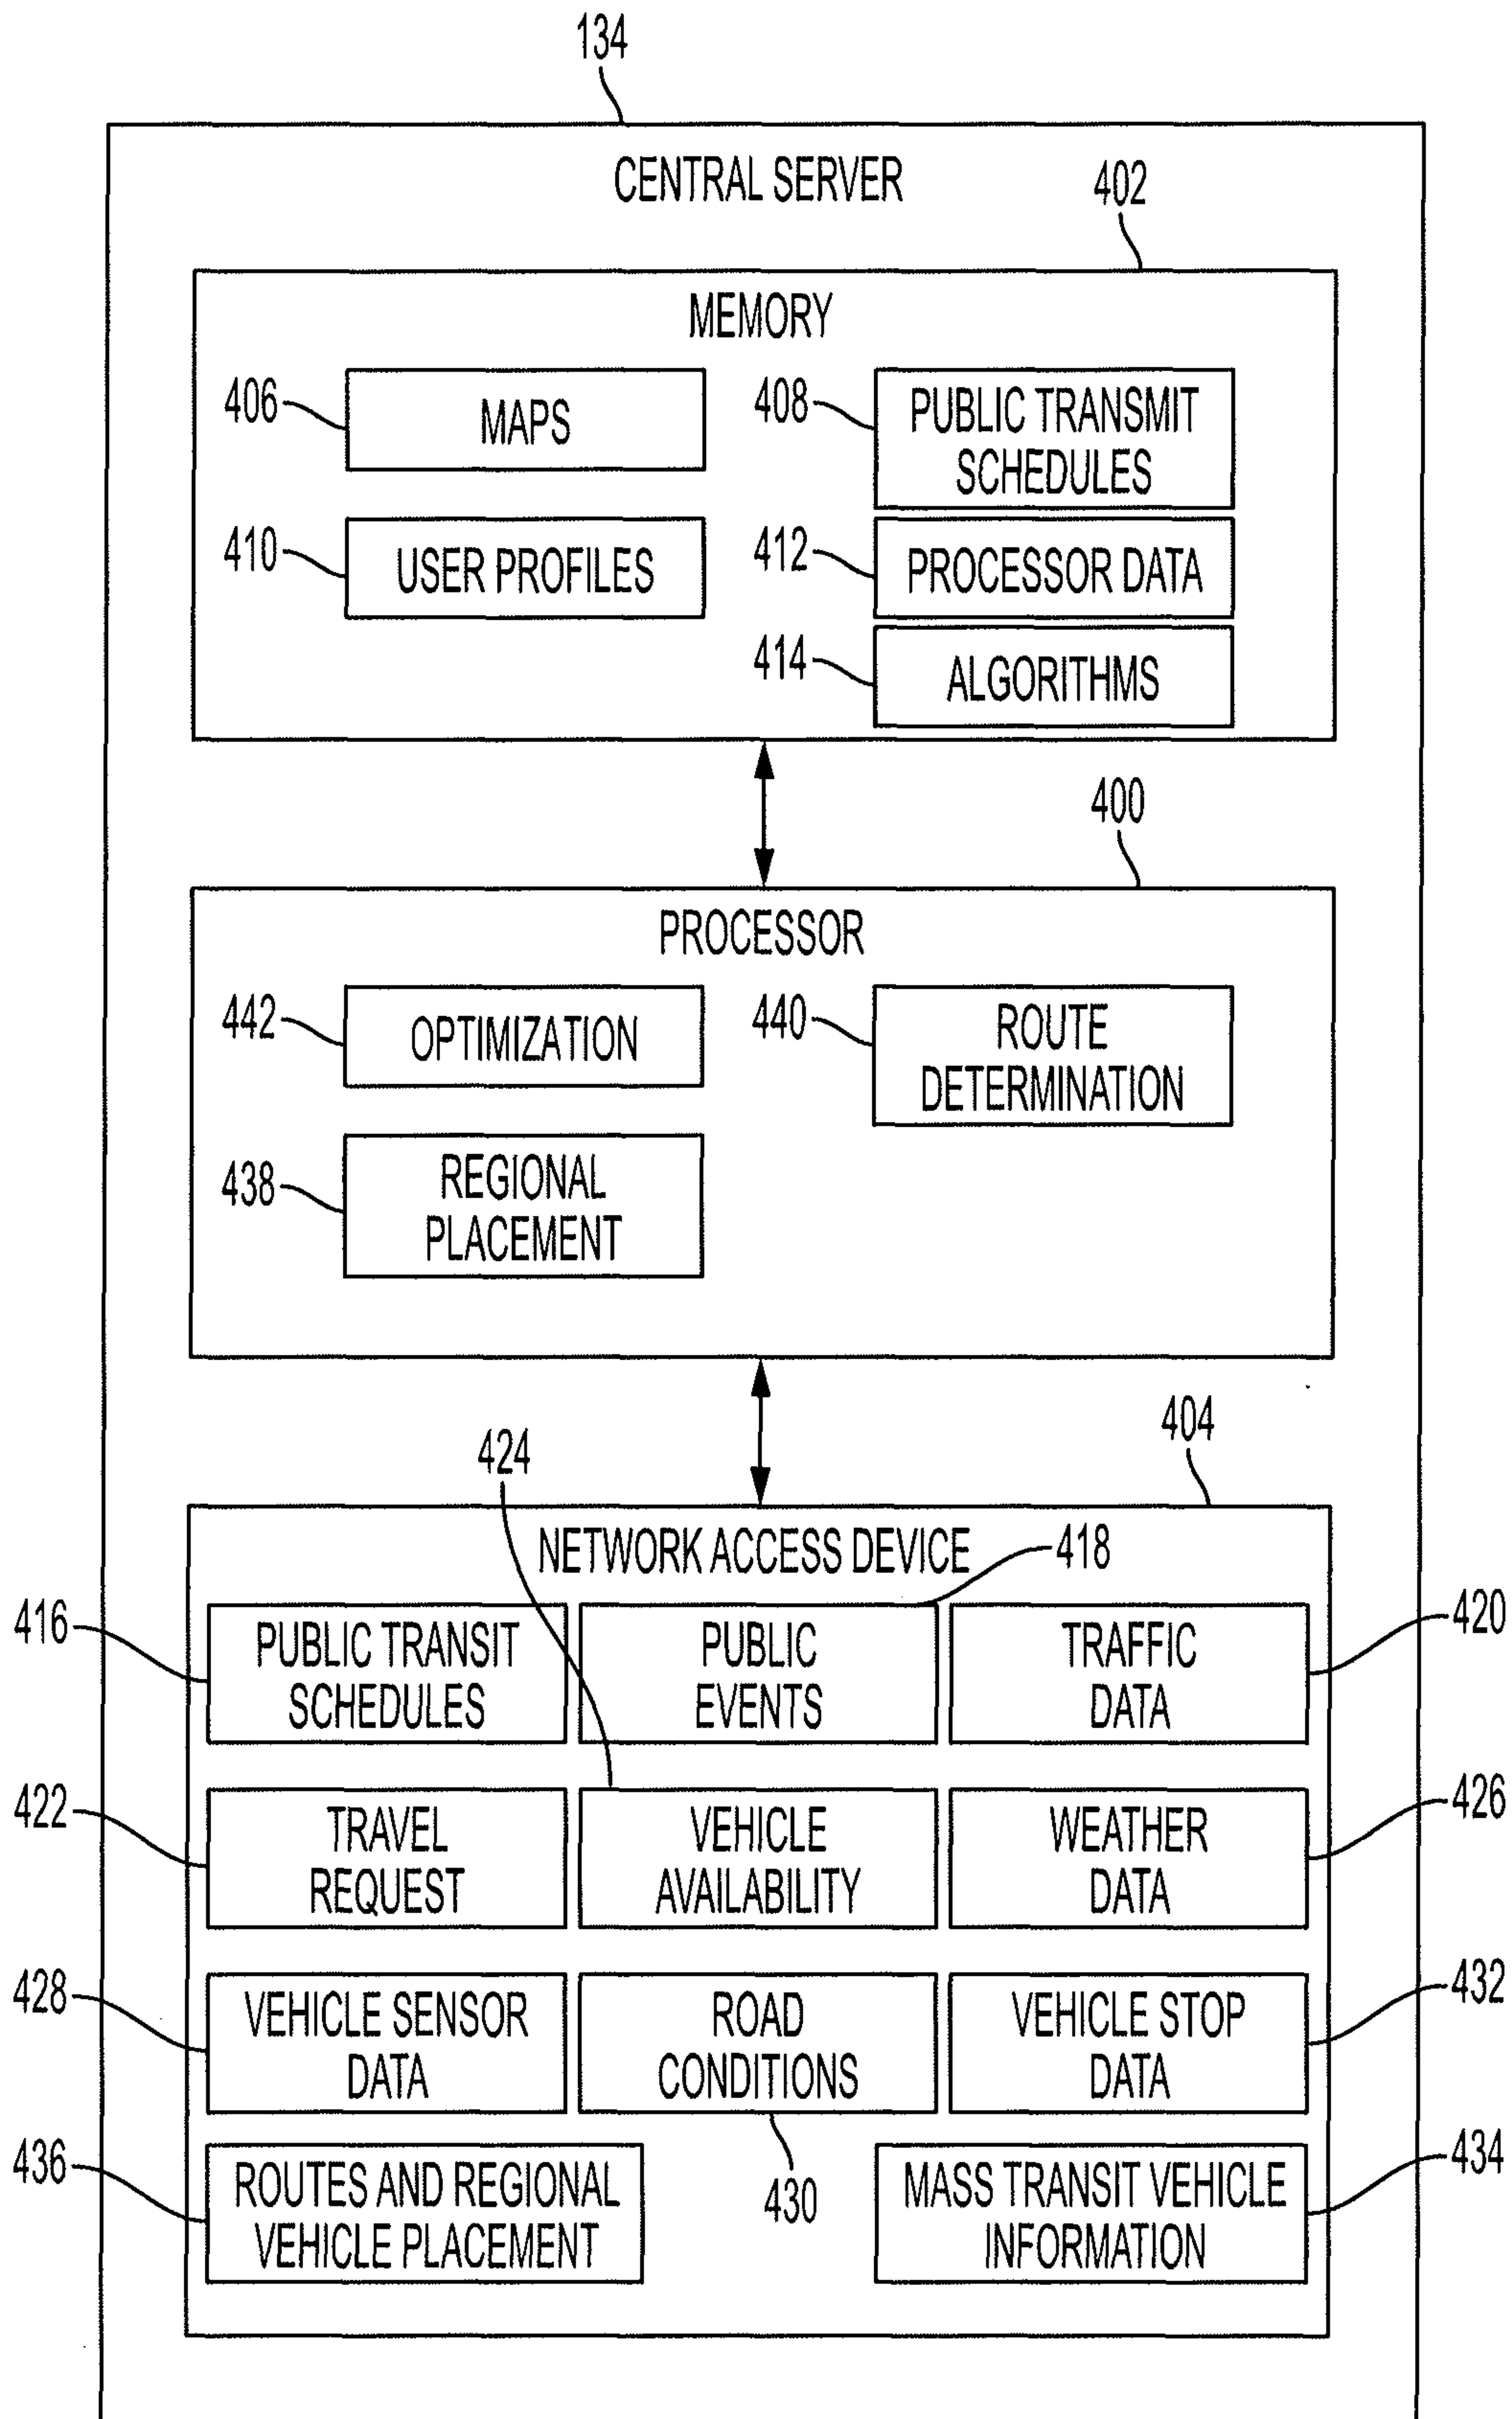 134
CENTRAL SERVER
402
MEMORY
406
MAPS
408
PUBLIC TRANSMIT
SCHEDULES
410
USER PROFILES
412
PROCESSOR DATA
414
ALGORITHMS
400
PROCESSOR
442
OPTIMIZATION
440
ROUTE
DETERMINATION
438
REGIONAL
PLACEMENT
404
424
NETWORK ACCESS DEVICE
418
416
PUBLIC TRANSIT
SCHEDULES
PUBLIC
EVENTS
TRAFFIC
DATA
420
422
TRAVEL
REQUEST
VEHICLE
AVAILABILITY
WEATHER
DATA
426
428
VEHICLE SENSOR
DATA
ROAD
CONDITIONS
VEHICLE STOP
DATA
432
436
ROUTES AND REGIONAL
VEHICLE PLACEMENT
430
MASS TRANSIT VEHICLE
INFORMATION
434